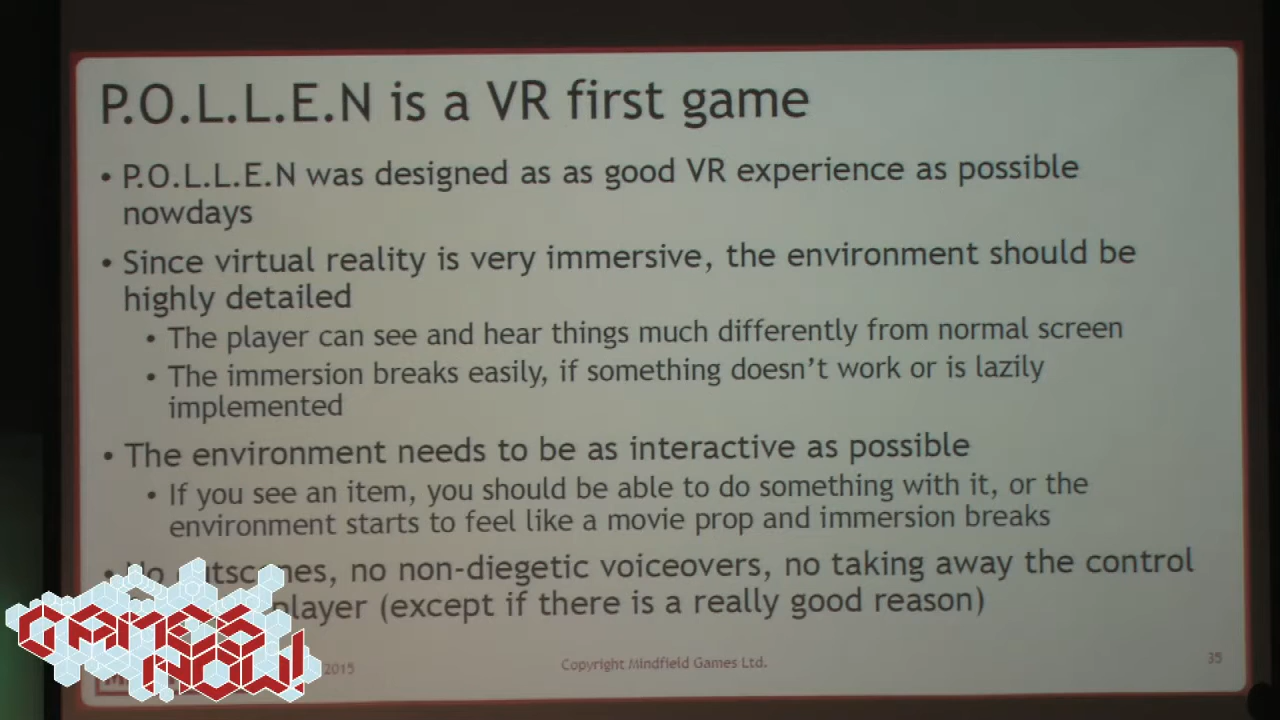 P.O.L.L.E.N is a VR first game
• P.O.L.L.E.N was designed as as good VR experience as possible
nowdays
• Since virtual reality is very immersive, the environment should be
highly detailed
• The player can see and hear things much differently from normal screen
• The immersion breaks easily, if something doesn't work or is lazily
implemented
• The environment needs to be as interactive as possible
• If you see an item, you should be able to do something with it, or the
environment starts to feel like a movie prop and immersion breaks
• No cutscenes, no non-diegetic voiceovers, no taking away the control
player (except if there is a really good reason)
GAMES
NOW!
2015
Copyright Mindfield Games Ltd.
35